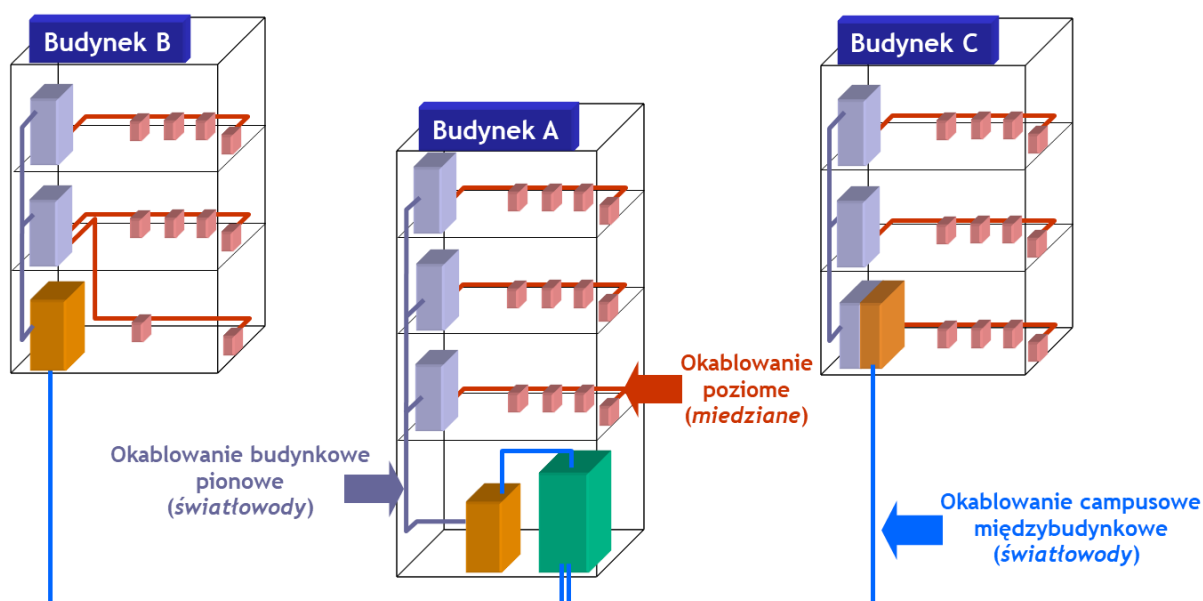 Budynek B
Budynek A
Budynek C
Okablowanie
poziome
(miedziane)
Okablowanie budynkowe
pionowe
(światłowody)
Okablowanie campusowe
międzybudynkowe
(światłowody)